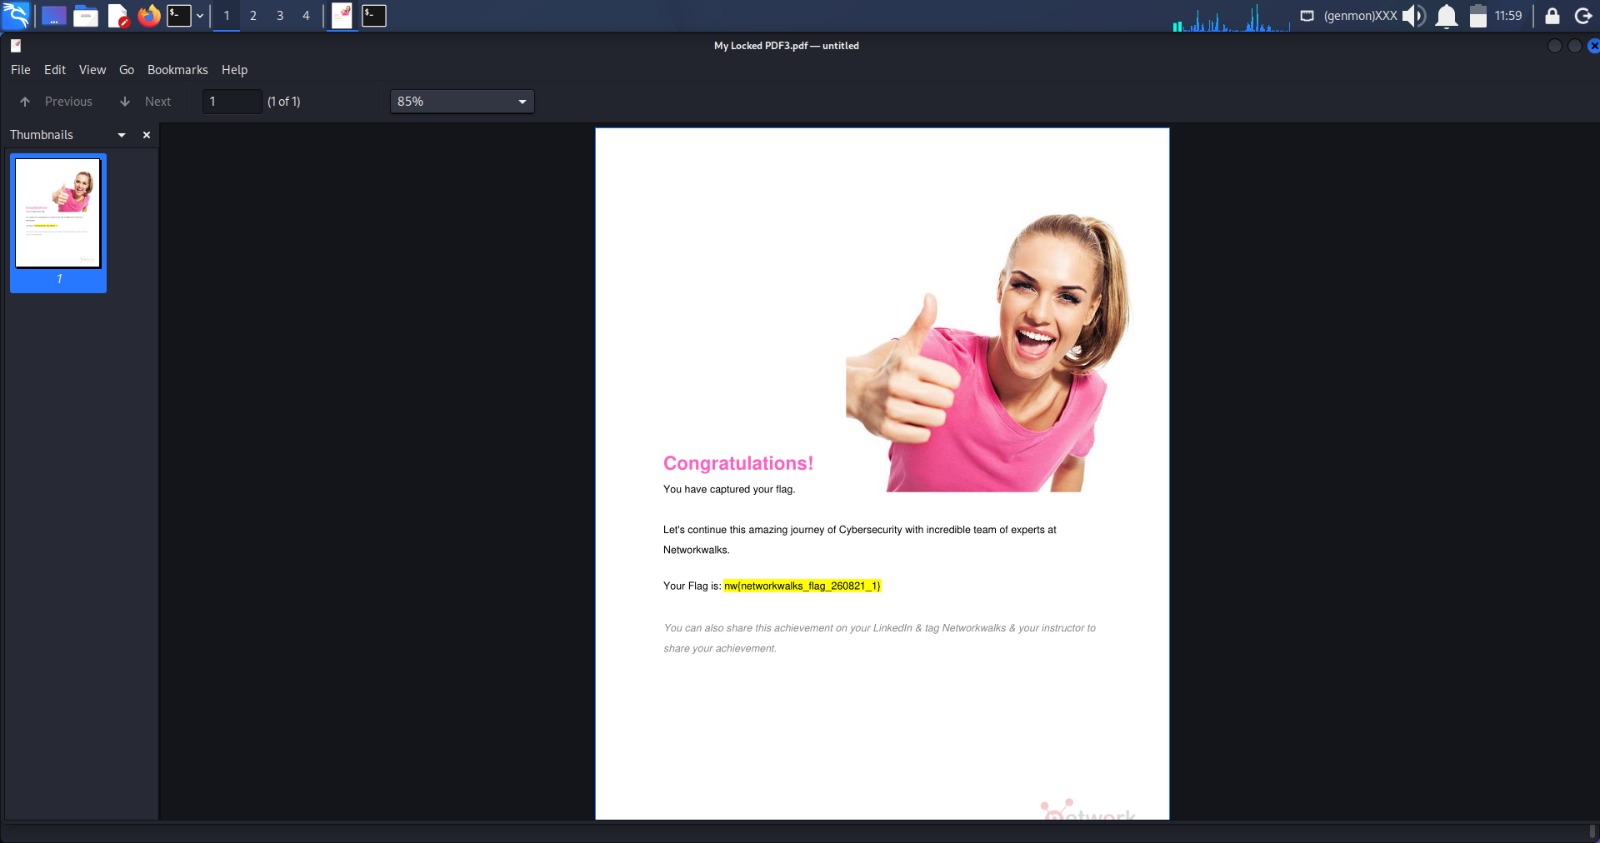 1 2 3 4 (genmon)XXX 11:59
My Locked PDF3.pdf — untitled
File Edit View Go Bookmarks Help
Previous Next 1 (1 of 1) 85%
Thumbnails
1
Congratulations!
You have captured your flag.
Let's continue this amazing journey of Cybersecurity with incredible team of experts at
Networkwalks.
Your Flag is: nw{networkwalks_flag_260821_1}
You can also share this achievement on your LinkedIn & tag Networkwalks & your instructor to
share your achievement.